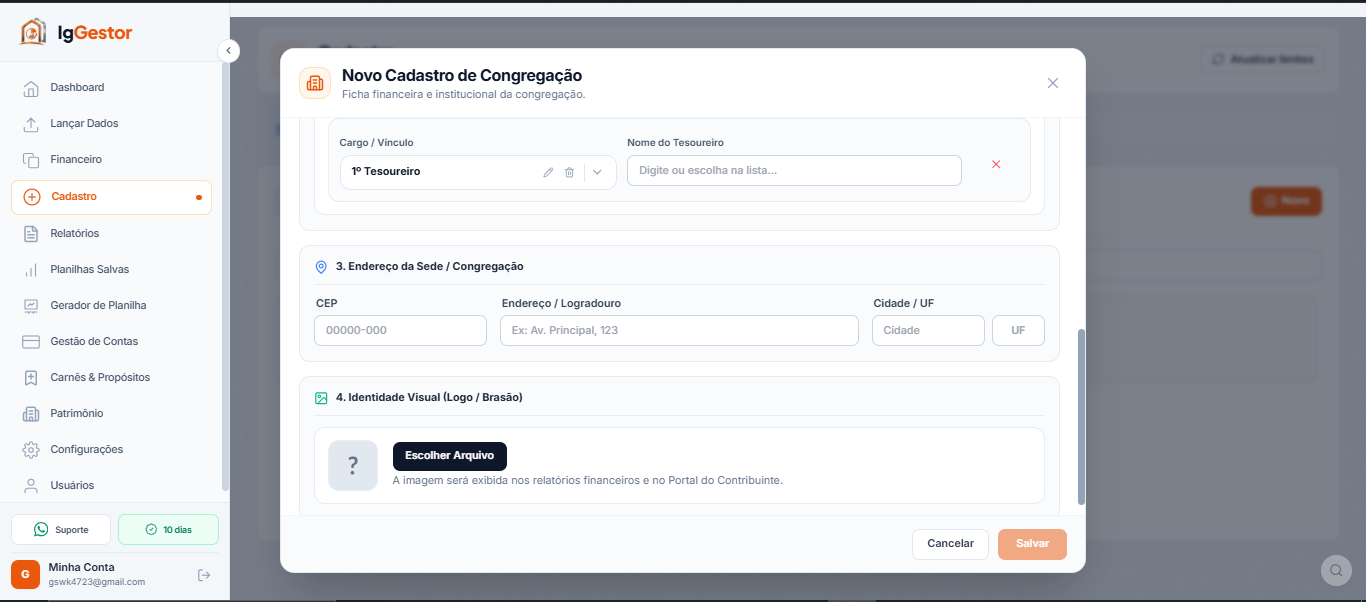 IgGestor
Dashboard
Lançar Dados
Financeiro
Cadastro
Relatórios
Planilhas Salvas
Gerador de Planilha
Gestão de Contas
Carnês & Propósitos
Patrimônio
Configurações
Usuários
Suporte
10 dias
G
Minha Conta
gswk4723@gmail.com
Atualizar limites
Novo
Novo Cadastro de Congregação
Ficha financeira e institucional da congregação.
Cargo / Vínculo
Nome do Tesoureiro
1º Tesoureiro
Digite ou escolha na lista...
3. Endereço da Sede / Congregação
CEP
Endereço / Logradouro
Cidade / UF
00000-000
Ex: Av. Principal, 123
Cidade
UF
4. Identidade Visual (Logo / Brasão)
?
Escolher Arquivo
A imagem será exibida nos relatórios financeiros e no Portal do Contribuinte.
Cancelar
Salvar